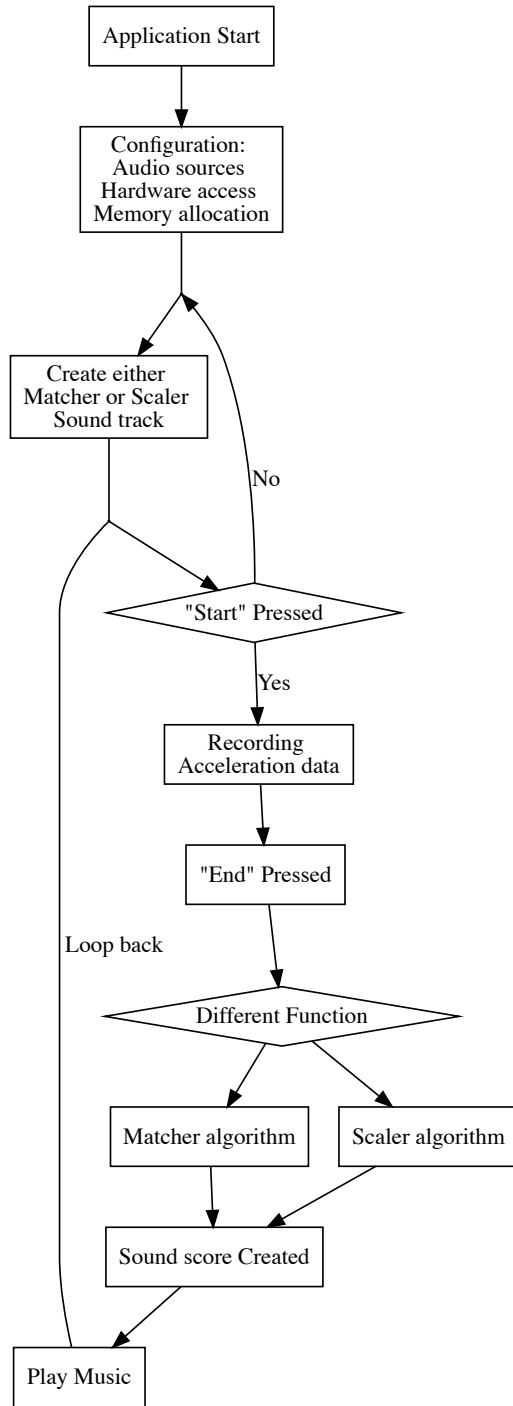 Application Start
Configuration:
Audio sources
Hardware access
Memory allocation
Create either
Matcher or Scaler
Sound track
No
"Start" Pressed
Yes
Recording
Acceleration data
"End" Pressed
Loop back
Different Function
Matcher algorithm
Scaler algorithm
Sound score Created
Play Music